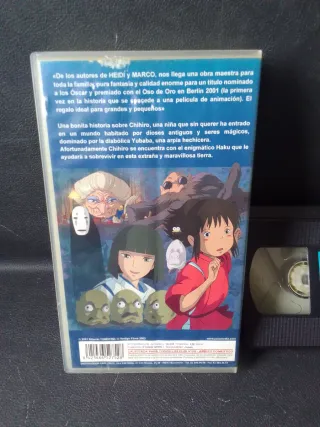 «De los autores de HEIDI y MARCO, nos llega una obra maestra para
toda la familia, pura fantasía y calidad enorme para un título nominado
a los Oscar y premiado con el Oso de Oro en Berlín 2001 (la primera
vez en la historia que se concede a una película de animación). El
regalo ideal para grandes y pequeños»
Una bonita historia sobre Chihiro, una niña que sin querer ha entrado
en un mundo habitado por dioses antiguos y seres mágicos,
dominado por la diabólica Yubaba, una arpía hechicera.
Afortunadamente Chihiro se encuentra con el enigmático Haku que le
ayudará a sobrevivir en esta extraña y maravillosa tierra.